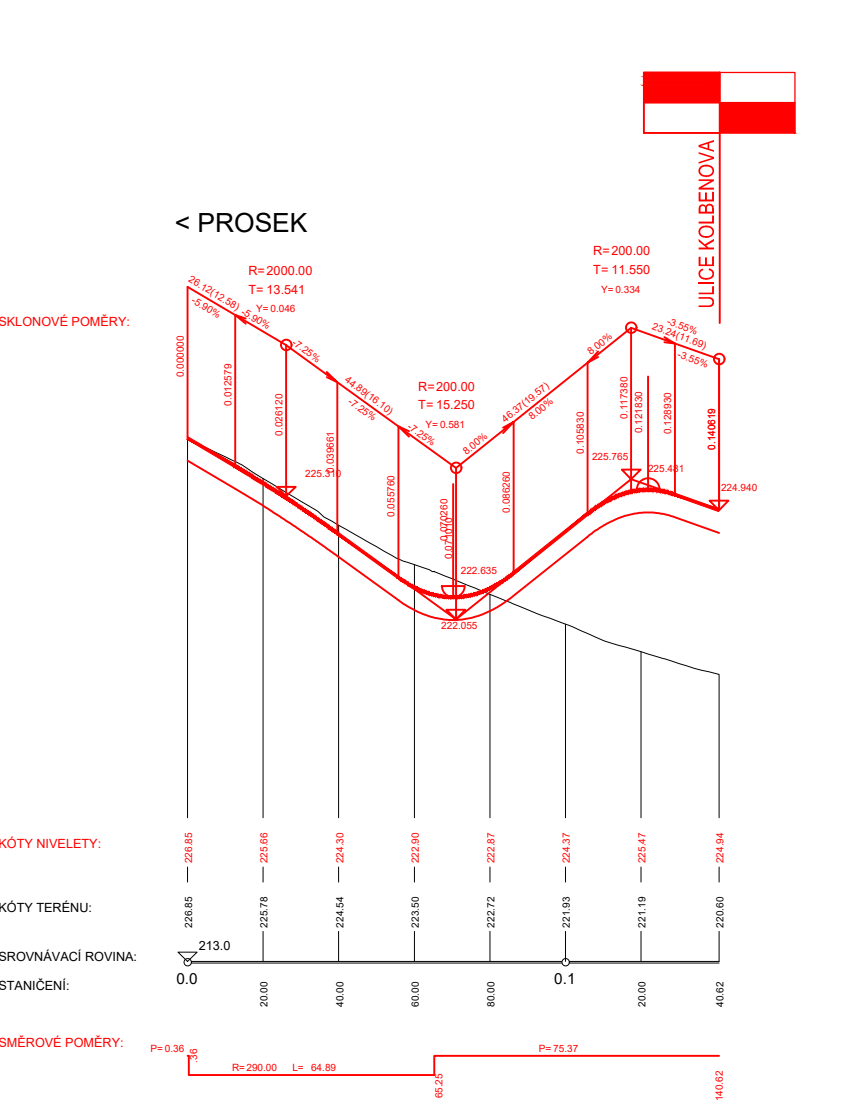 ULICE KOLBENOVA
< PROSEK
R=200.00
T= 11.550
Y=0.334
R=2000.00
T= 13.541
Y=0.046
SKLONOVÉ POMĚRY:
26.12(12.58)
-5.90%
-5.90%
-7.25%
44.89(16.10)
-7.25%
-7.25%
R=200.00
T= 15.250
Y=0.581
8.00%
46.37(19.57)
8.00%
8.00%
-3.55%
23.24(11.69)
-3.55%
0.000000
0.012579
0.026120
0.039661
0.055760
0.070260
0.071010
0.086260
0.105830
0.117380
0.121830
0.128930
0.140619
225.310
222.635
222.055
225.765
225.481
224.940
KÓTY NIVELETY:
226.85 225.66 224.30 222.90 222.87 224.37 225.47 224.94
KÓTY TERÉNU:
226.85 225.78 224.54 223.50 222.72 221.93 221.19 220.60
SROVNÁVACÍ ROVINA:
213.0
STANIČENÍ:
0.0 20.00 40.00 60.00 80.00 0.1 20.00 40.62
SMĚROVÉ POMĚRY:
P=0.36 .36 R=290.00 L= 64.89 65.25 P=75.37 140.62